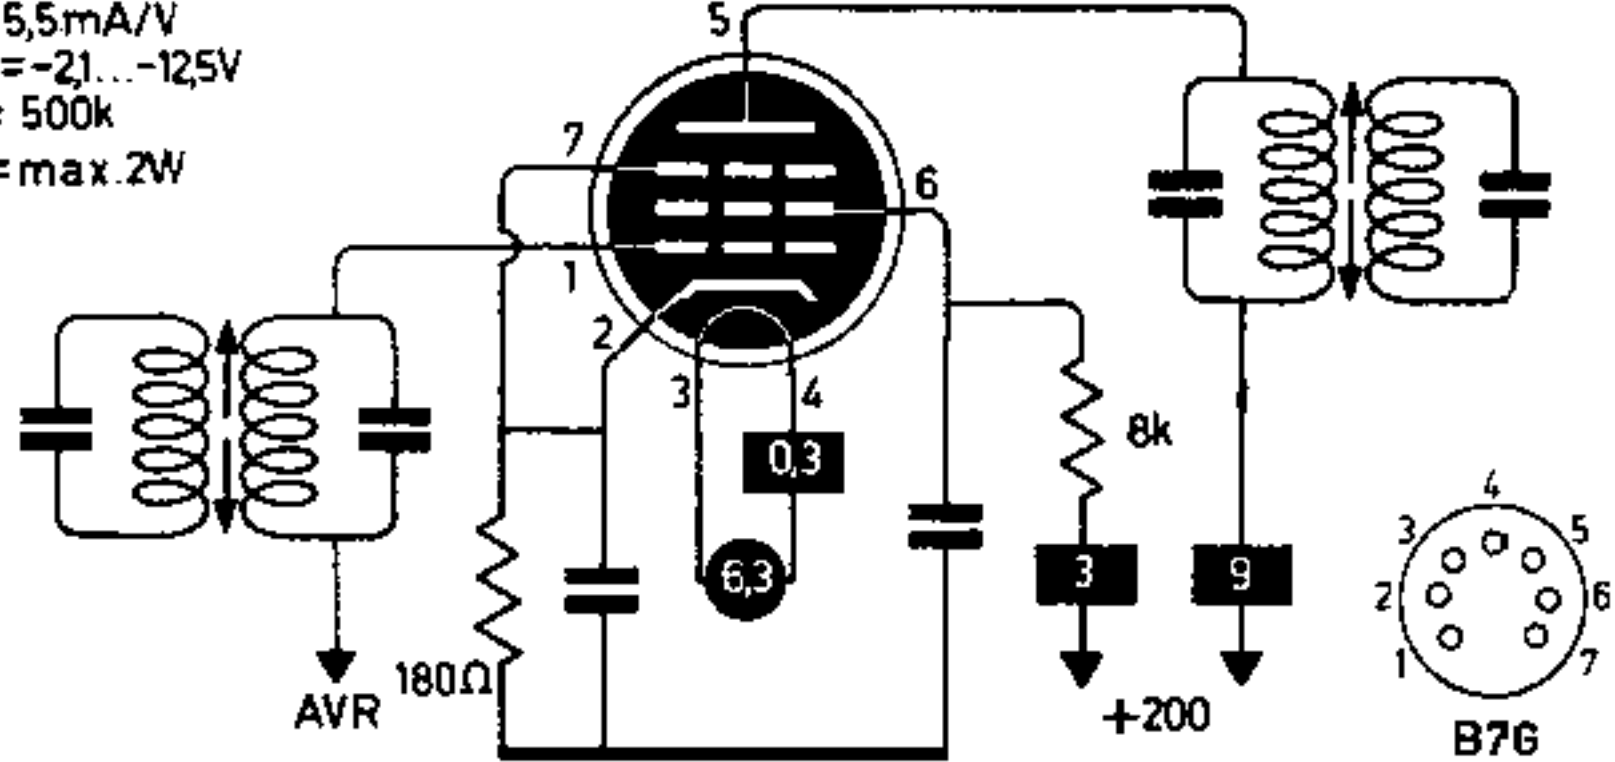 5,5mA/V
=-2,1...-12,5V
= 500k
=max.2W
5
7
6
1
2
3
4
0,3
6,3
8k
180Ω
AVR
3
9
+200
4
3
5
2
6
1
7
B7G